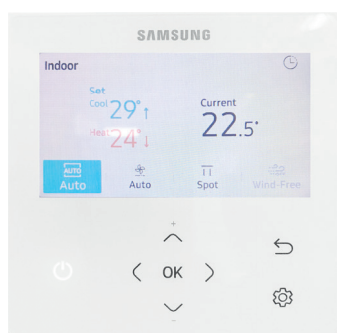 SAMSUNG
Indoor
Set
Cool 29°↑
Heat 24°↓
Current
22.5°
AUTO
Auto
Auto
Spot
Wind-Free
+
OK
-